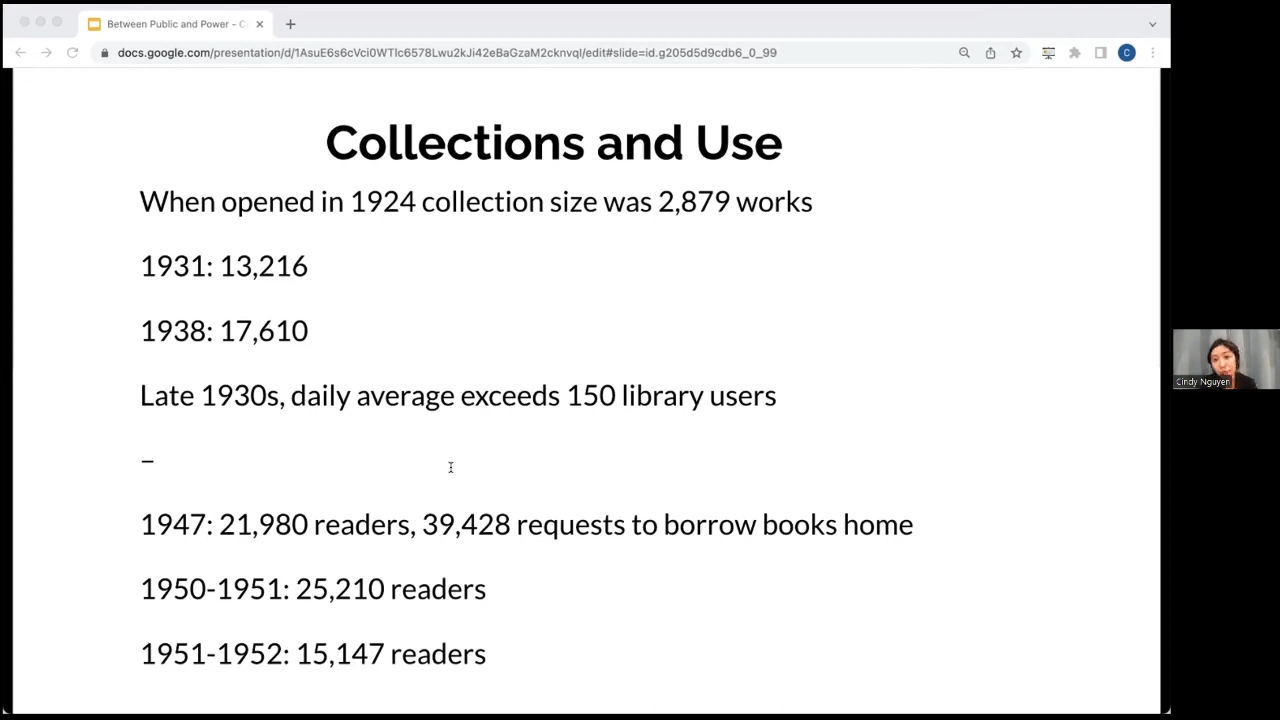 Between Public and Power - C
docs.google.com/presentation/d/1AsuE6s6cVci0WTIc6578Lwu2kJi42eBaGzaM2cknvqI/edit#slide=id.g205d5d9cdb6_0_99
C
Collections and Use
When opened in 1924 collection size was 2,879 works
1931: 13,216
1938: 17,610
Late 1930s, daily average exceeds 150 library users
–
Cindy Nguyen
1947: 21,980 readers, 39,428 requests to borrow books home
1950-1951: 25,210 readers
1951-1952: 15,147 readers